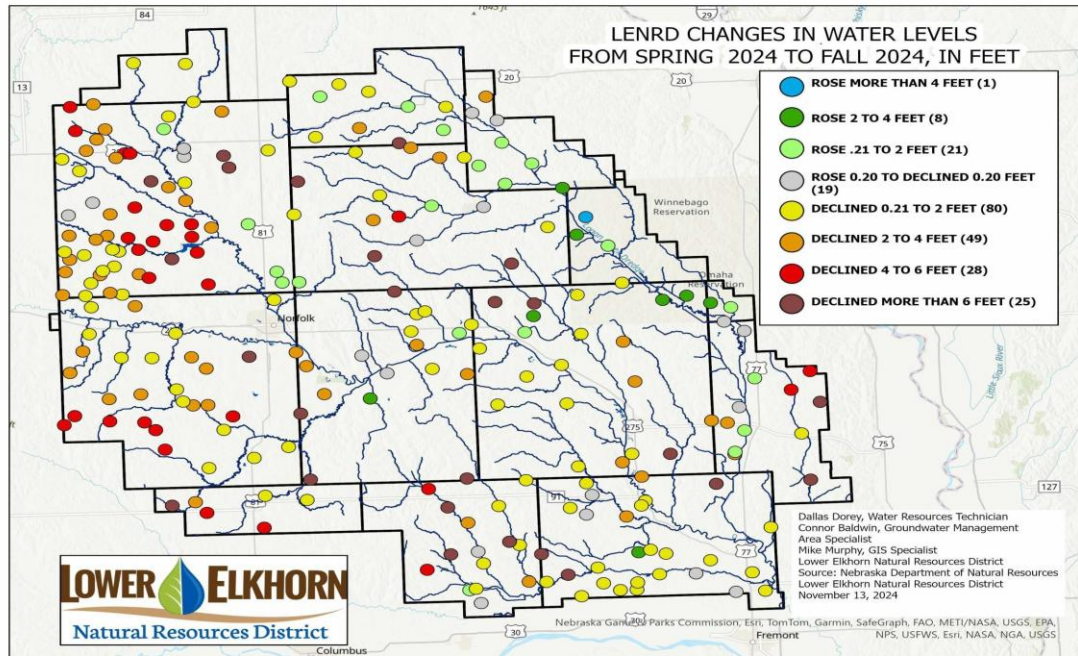 1645 ft
84
29
LENRD CHANGES IN WATER LEVELS
FROM SPRING 2024 TO FALL 2024, IN FEET
13
20
20
ROSE MORE THAN 4 FEET (1)
ROSE 2 TO 4 FEET (8)
ROSE .21 TO 2 FEET (21)
ROSE 0.20 TO DECLINED 0.20 FEET
(19)
DECLINED 0.21 TO 2 FEET (80)
DECLINED 2 TO 4 FEET (49)
DECLINED 4 TO 6 FEET (28)
DECLINED MORE THAN 6 FEET (25)
Winnebago
Reservation
81
Omaha
Reservation
Norfolk
Little Sioux River
77
275
75
ft
81
91
127
77
Dallas Dorey, Water Resources Technician
Connor Baldwin, Groundwater Management
Area Specialist
Mike Murphy, GIS Specialist
Lower Elkhorn Natural Resources District
Source: Nebraska Department of Natural Resources
Lower Elkhorn Natural Resources District
November 13, 2024
LOWER ELKHORN
Natural Resources District
30
30
Nebraska Game & Parks Commission, Esri, TomTom, Garmin, SafeGraph, FAO, METI/NASA, USGS, EPA,
NPS, USFWS, Esri, NASA, NGA, USGS
Columbus
Fremont